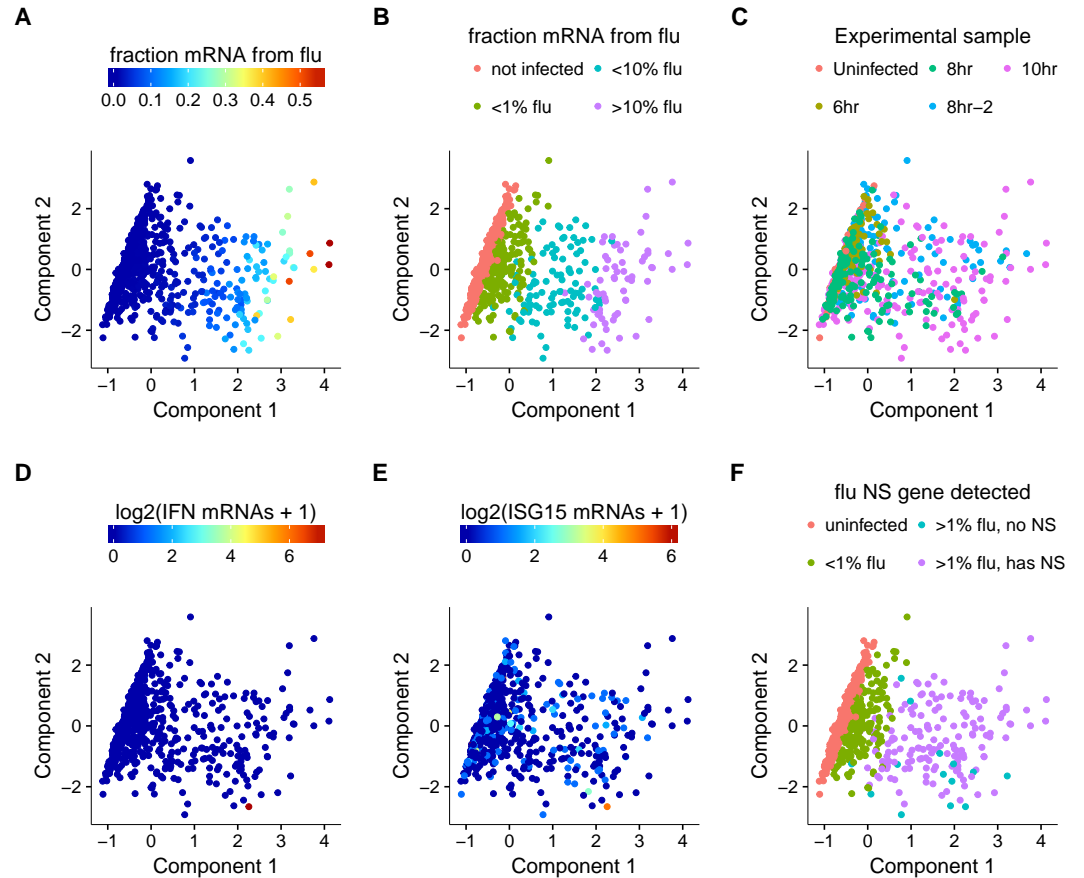 A
fraction mRNA from flu
0.0 0.1 0.2 0.3 0.4 0.5
Component 2
2
0
−2
−1 0 1 2 3 4
Component 1
B
fraction mRNA from flu
not infected <10% flu
<1% flu >10% flu
Component 2
2
0
−2
−1 0 1 2 3 4
Component 1
C
Experimental sample
Uninfected 8hr 10hr
6hr 8hr−2
Component 2
2
0
−2
−1 0 1 2 3 4
Component 1
D
log2(IFN mRNAs + 1)
0 2 4 6
Component 2
2
0
−2
−1 0 1 2 3 4
Component 1
E
log2(ISG15 mRNAs + 1)
0 2 4 6
Component 2
2
0
−2
−1 0 1 2 3 4
Component 1
F
flu NS gene detected
uninfected >1% flu, no NS
<1% flu >1% flu, has NS
Component 2
2
0
−2
−1 0 1 2 3 4
Component 1